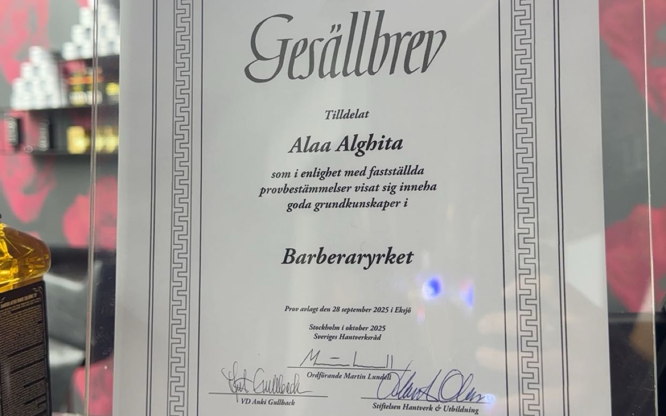 Gesällbrev
Tilldelat
Alaa Alghita
som i enlighet med fastställda
provbestämmelser visat sig inneha
goda grundkunskaper i
Barberaryrket
Prov avlagt den 28 september 2025 i Eksjö
Stockholm i oktober 2025
Sveriges Hantverksråd
Ordförande Martin Lundell
VD Anki Gullback
Stiftelsen Hantverk & Utbildning